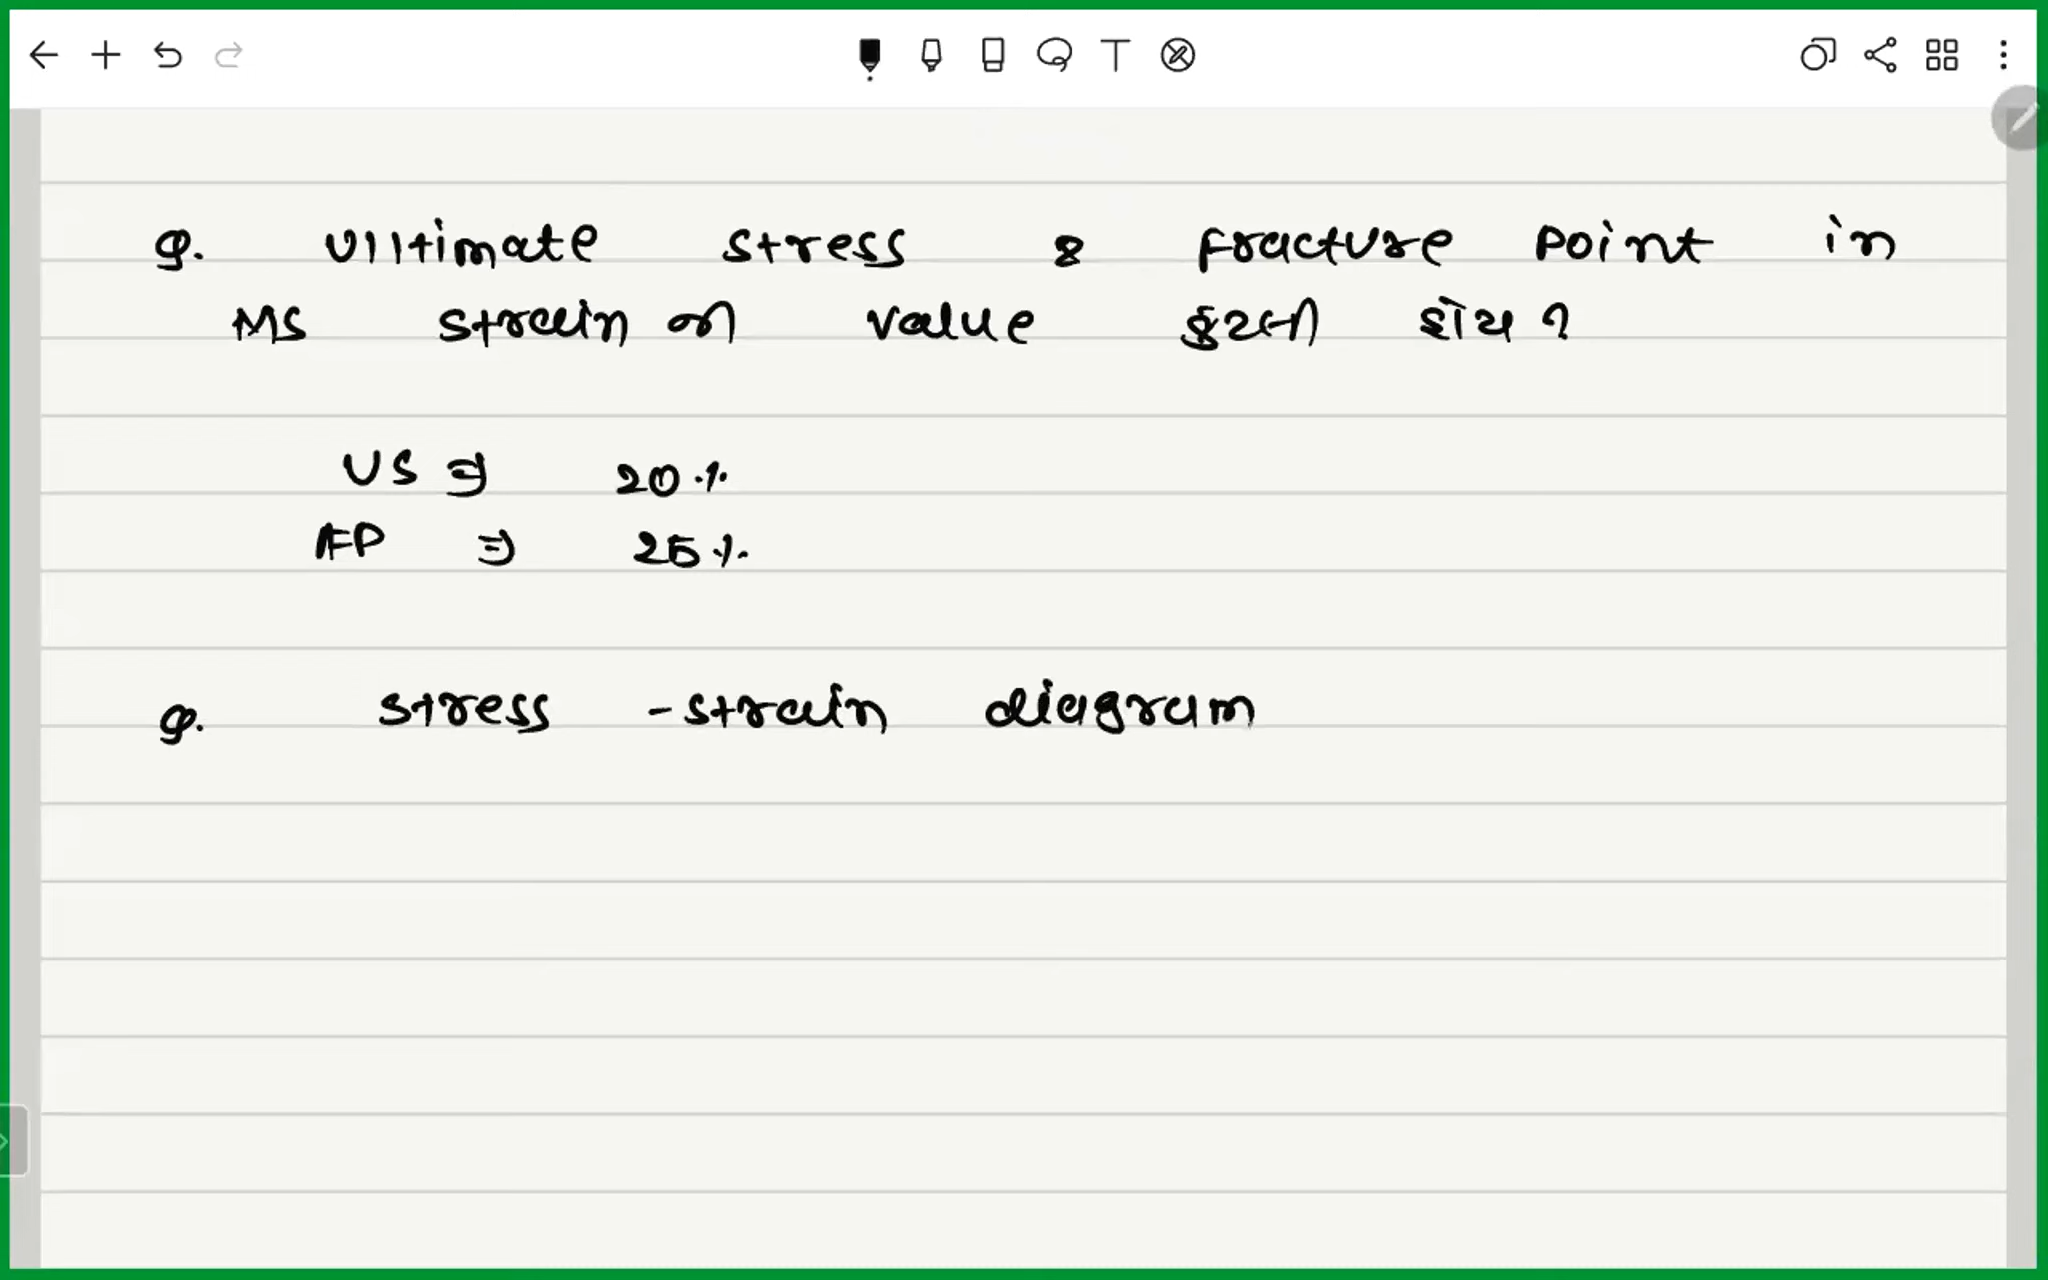 Q. Ultimate stress & Fracture Point in
MS strain ની value કેટલી હોય ?
US ⇒ 20 %
FP ⇒ 25 %
Q. stress - strain diagram